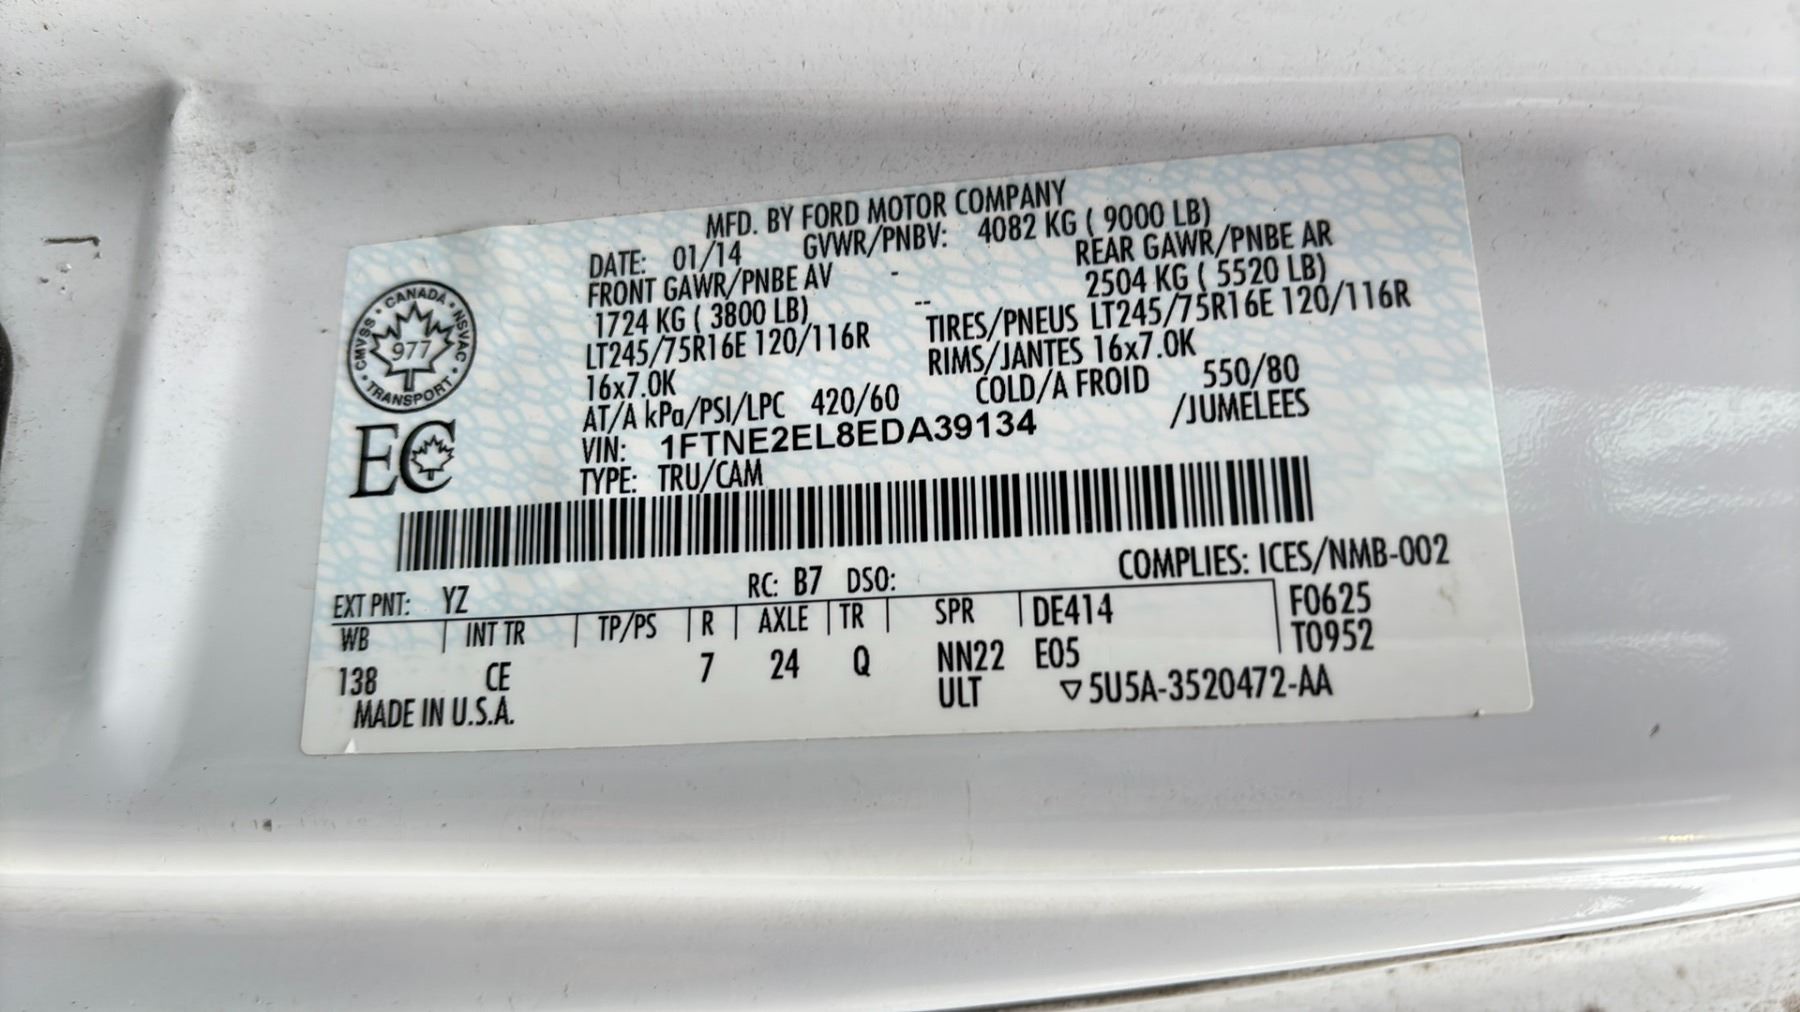 MFD. BY FORD MOTOR COMPANY
DATE: 01/14 GVWR/PNBV: 4082 KG ( 9000 LB)
FRONT GAWR/PNBE AV - REAR GAWR/PNBE AR
1724 KG ( 3800 LB) -- 2504 KG ( 5520 LB)
LT245/75R16E 120/116R TIRES/PNEUS LT245/75R16E 120/116R
16x7.0K RIMS/JANTES 16x7.0K
AT/A kPa/PSI/LPC 420/60 COLD/A FROID 550/80
VIN: 1FTNE2EL8EDA39134 /JUMELEES
TYPE: TRU/CAM
CANADA · NSVAC · TRANSPORT · CMVSS
977
EC
COMPLIES: ICES/NMB-002
EXT PNT: YZ RC: B7 DSO:
WB INT TR TP/PS R AXLE TR SPR DE414 F0625
138 CE 7 24 Q NN22 E05 T0952
MADE IN U.S.A. ULT ▽5U5A-3520472-AA